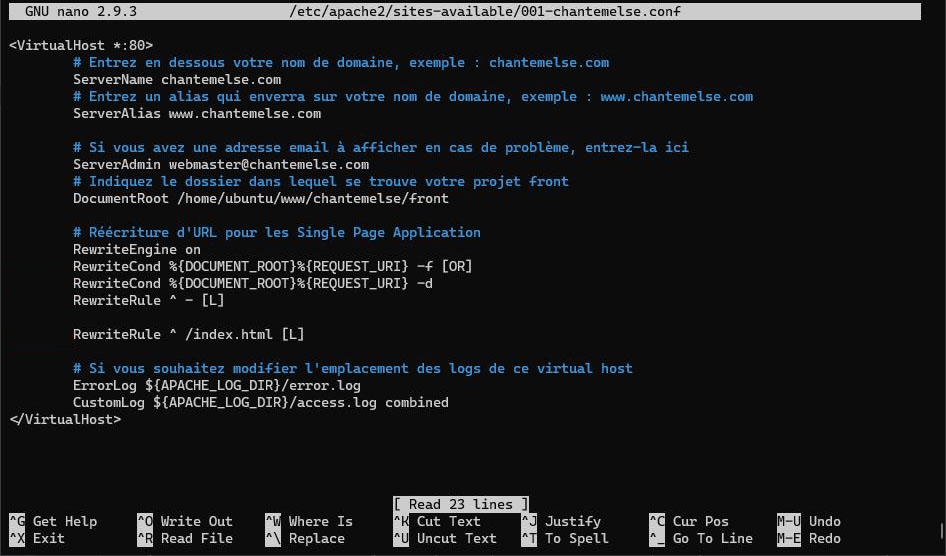 GNU nano 2.9.3 /etc/apache2/sites-available/001-chantemelse.conf
<VirtualHost *:80>
# Entrez en dessous votre nom de domaine, exemple : chantemelse.com
ServerName chantemelse.com
# Entrez un alias qui enverra sur votre nom de domaine, exemple : www.chantemelse.com
ServerAlias www.chantemelse.com
# Si vous avez une adresse email à afficher en cas de problème, entrez-la ici
ServerAdmin webmaster@chantemelse.com
# Indiquez le dossier dans lequel se trouve votre projet front
DocumentRoot /home/ubuntu/www/chantemelse/front
# Réécriture d'URL pour les Single Page Application
RewriteEngine on
RewriteCond %{DOCUMENT_ROOT}%{REQUEST_URI} -f [OR]
RewriteCond %{DOCUMENT_ROOT}%{REQUEST_URI} -d
RewriteRule ^ - [L]
RewriteRule ^ /index.html [L]
# Si vous souhaitez modifier l'emplacement des logs de ce virtual host
ErrorLog ${APACHE_LOG_DIR}/error.log
CustomLog ${APACHE_LOG_DIR}/access.log combined
</VirtualHost>
[ Read 23 lines ]
^G Get Help ^O Write Out ^W Where Is ^K Cut Text ^J Justify ^C Cur Pos M-U Undo
^X Exit ^R Read File ^\ Replace ^U Uncut Text ^T To Spell ^_ Go To Line M-E Redo